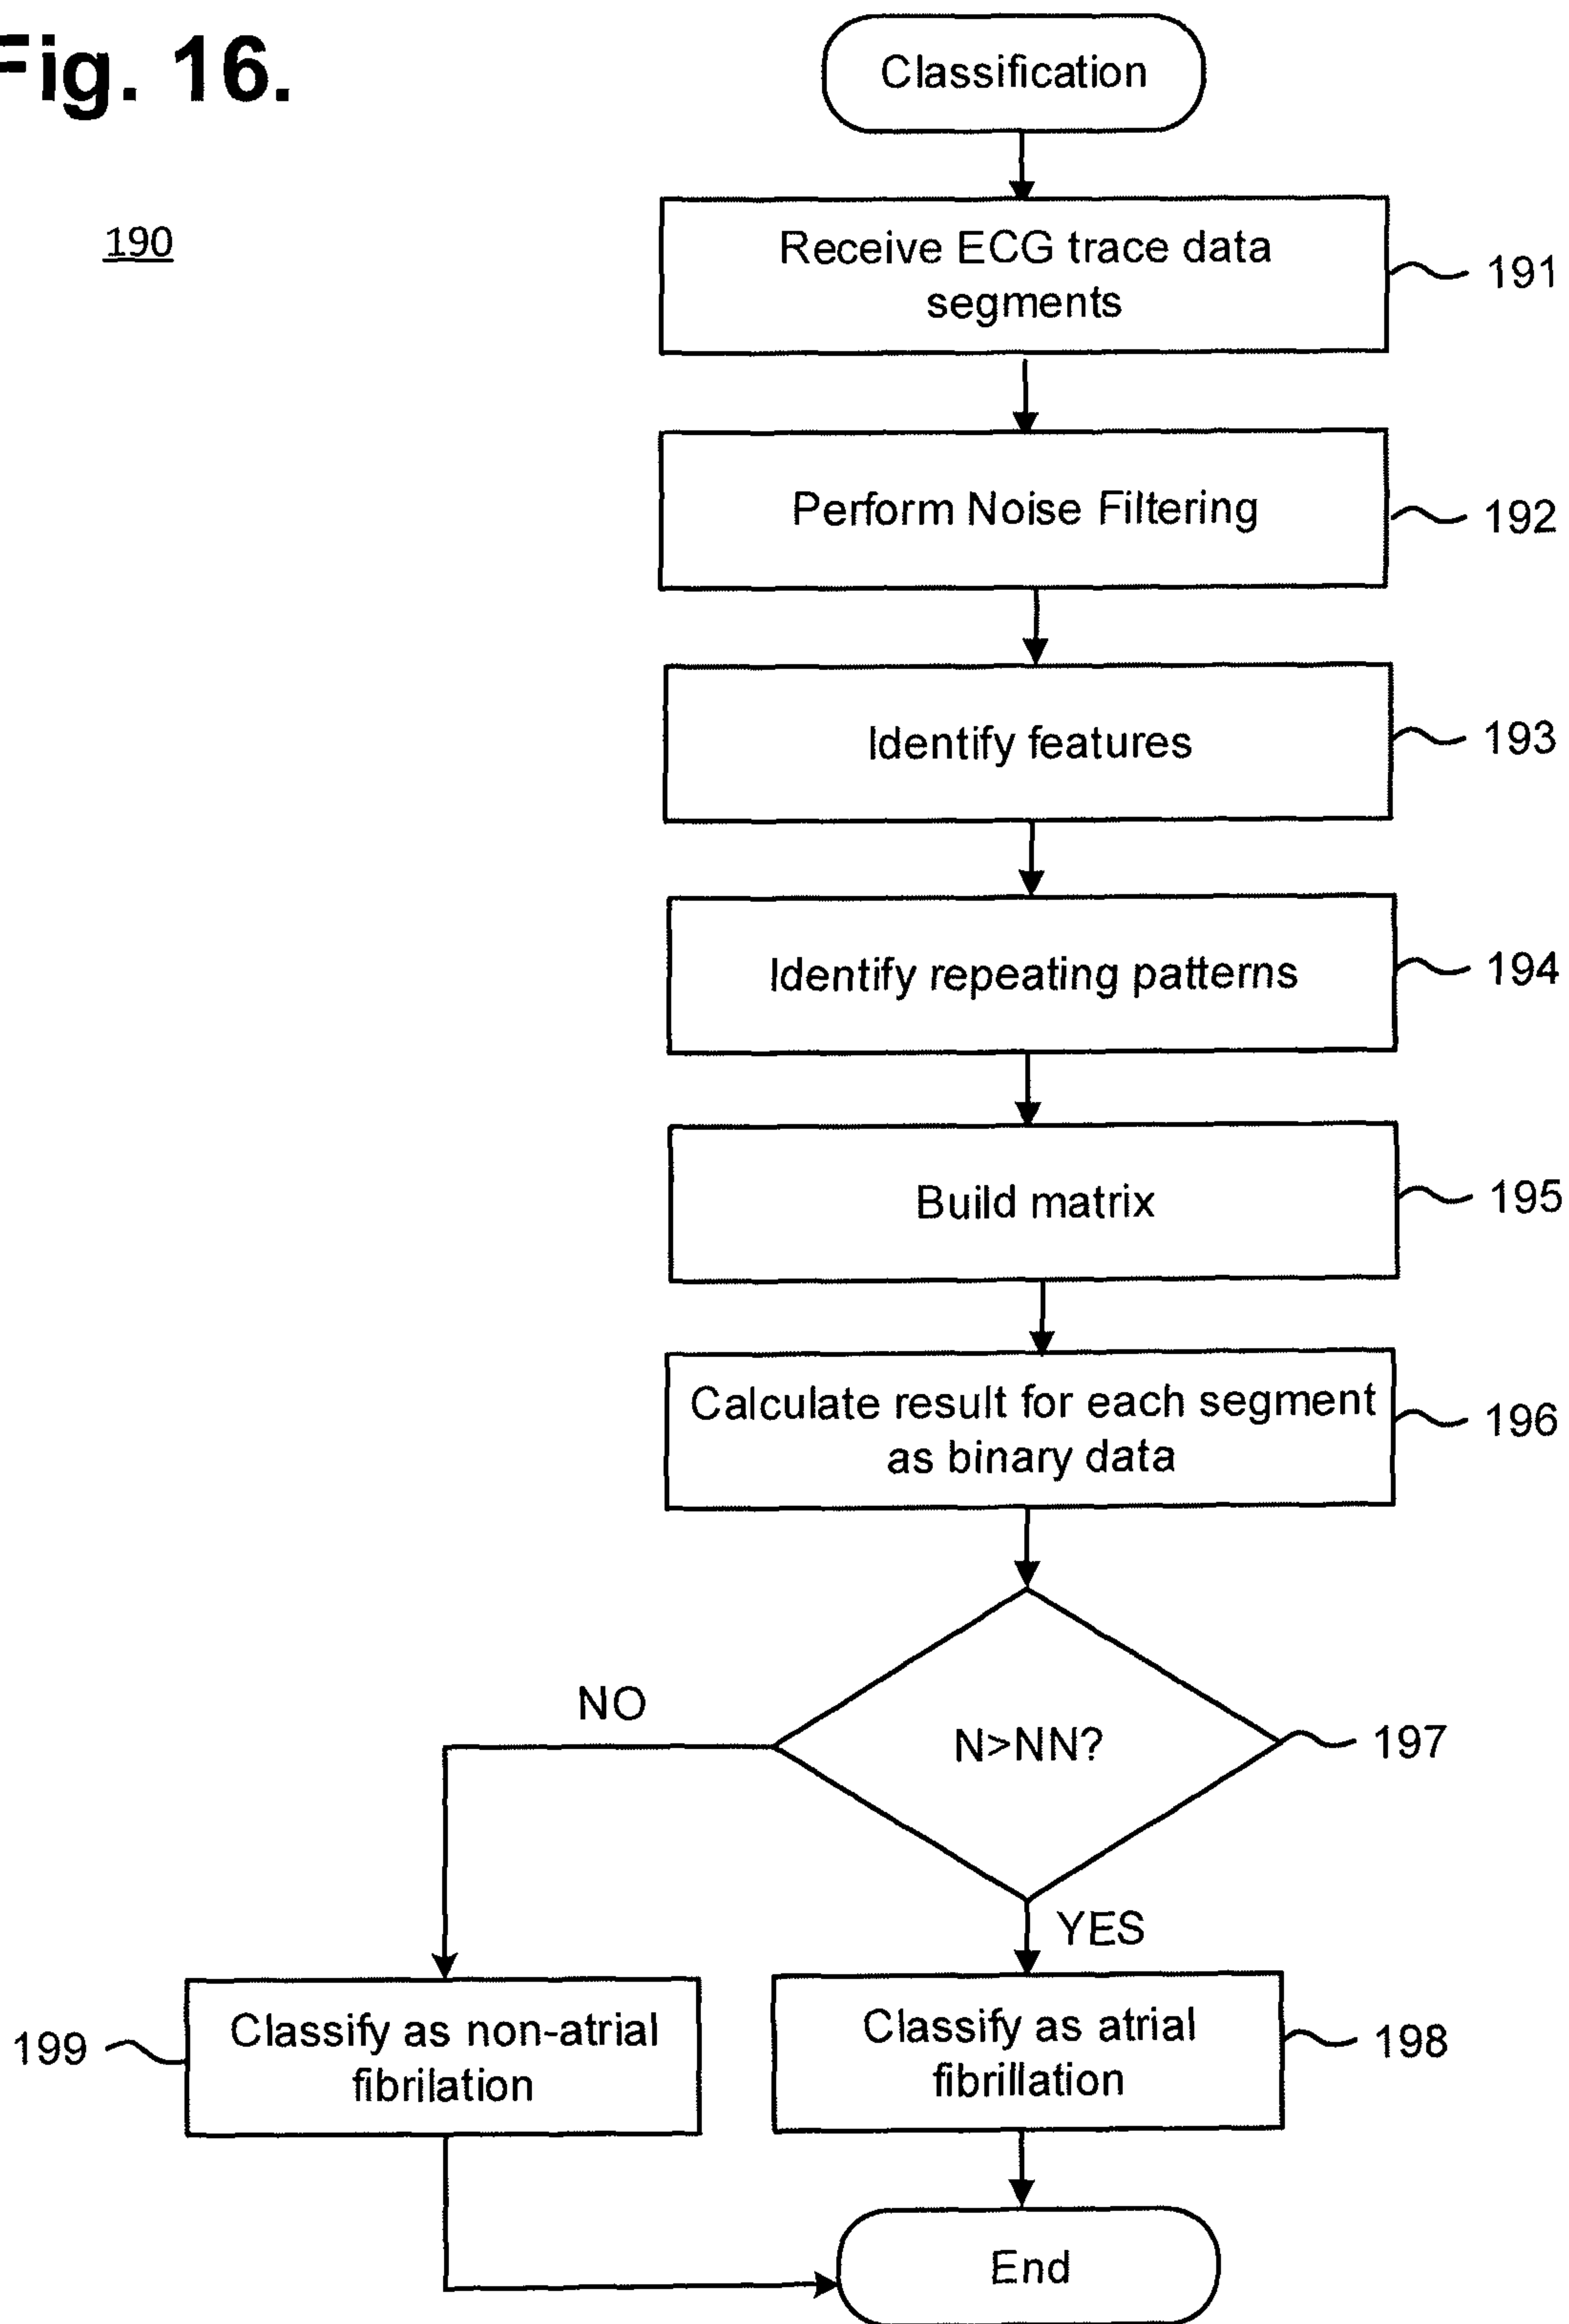 Fig. 16.
190
Classification
Receive ECG trace data
segments
191
Perform Noise Filtering
192
Identify features
193
Identify repeating patterns
194
Build matrix
195
Calculate result for each segment
as binary data
196
N>NN?
197
NO
YES
Classify as non-atrial
fibrilation
199
Classify as atrial
fibrillation
198
End